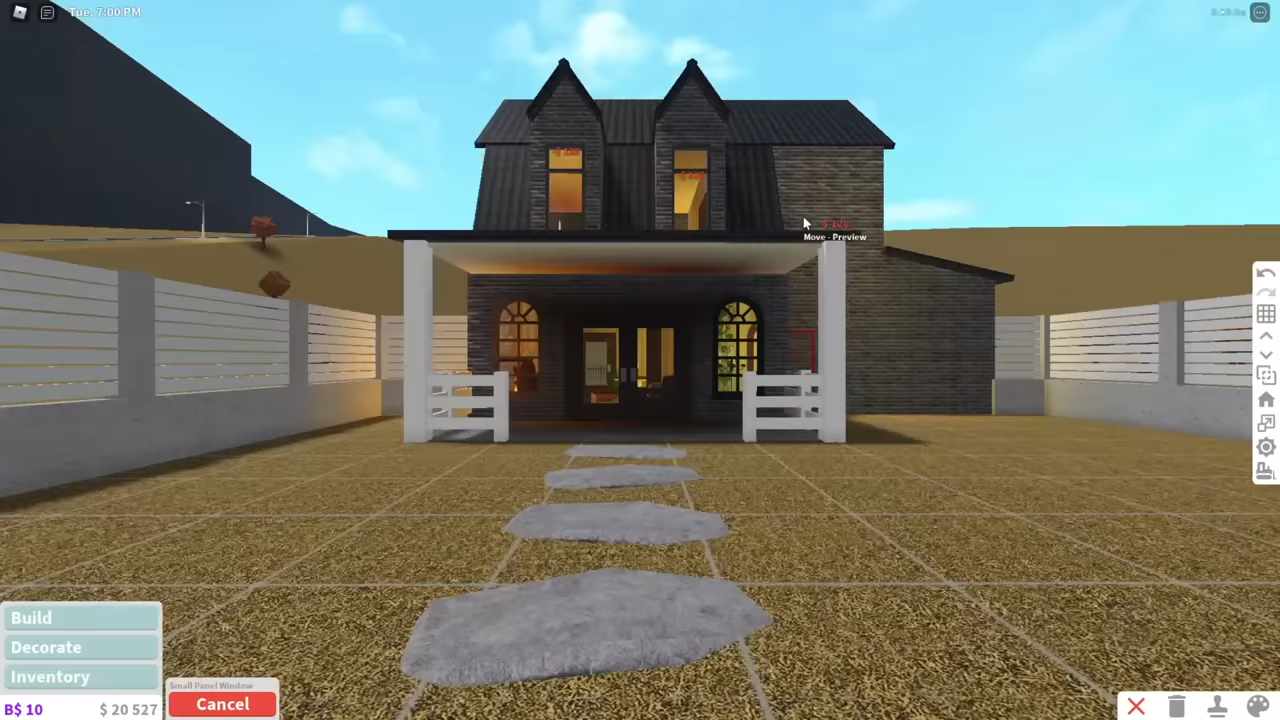 Tue. 7:00 PM
Move - Preview
Build
Decorate
Inventory
Small Panel Window
Cancel
B$ 10
$ 20 527